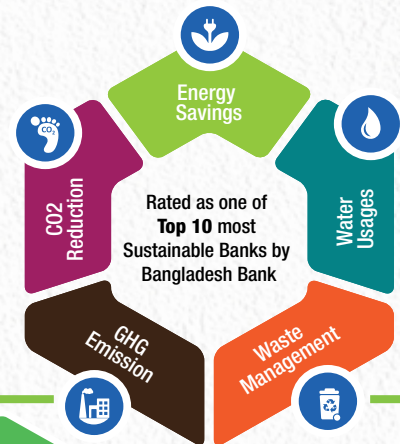 Energy
Savings
CO2
CO2
Reduction
Water
Usages
Rated as one of
Top 10 most
Sustainable Banks by
Bangladesh Bank
GHG
Emission
Waste
Management